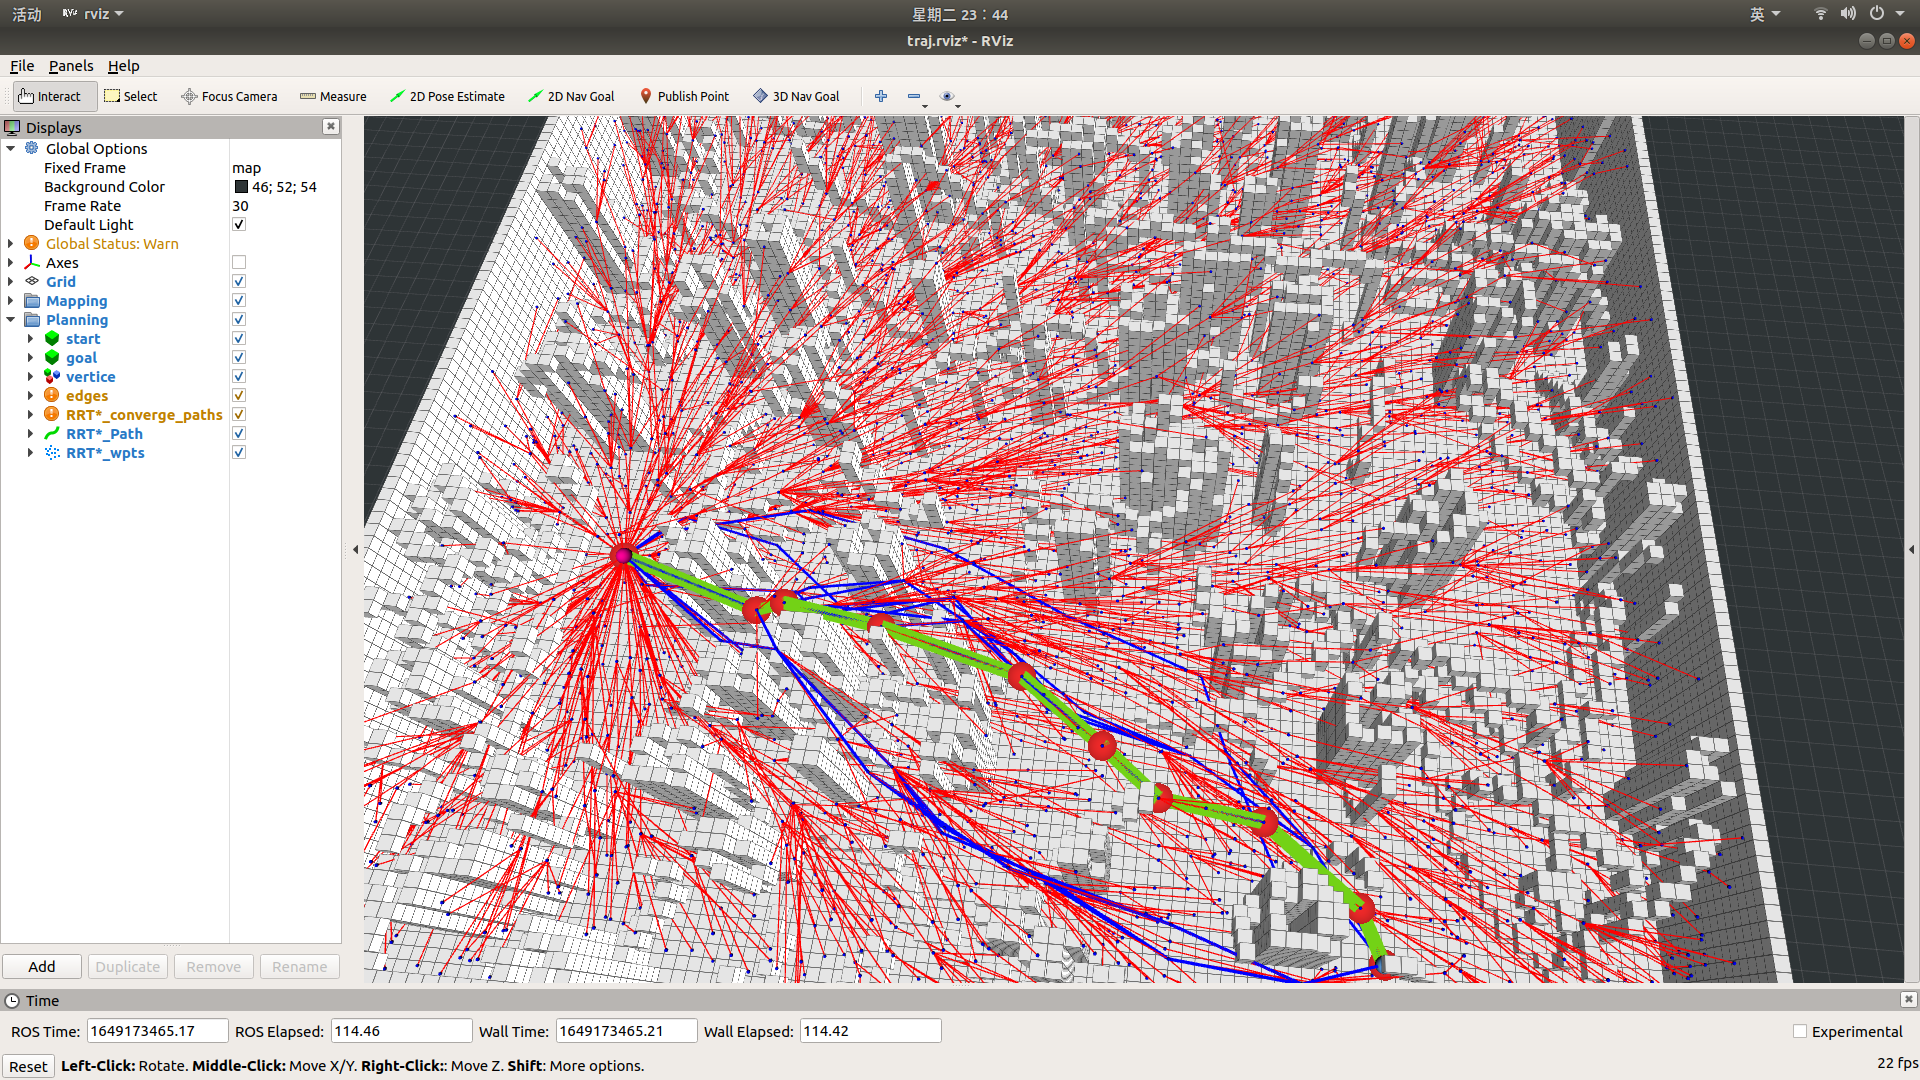 活动 rviz 星期二 23：44 英
traj.rviz* - RViz
File Panels Help
Interact Select Focus Camera Measure 2D Pose Estimate 2D Nav Goal Publish Point 3D Nav Goal
Displays
Global Options
Fixed Frame map
Background Color 46; 52; 54
Frame Rate 30
Default Light
Global Status: Warn
Axes
Grid
Mapping
Planning
start
goal
vertice
edges
RRT*_converge_paths
RRT*_Path
RRT*_wpts
Add Duplicate Remove Rename
Time
ROS Time: 1649173465.17 ROS Elapsed: 114.46 Wall Time: 1649173465.21 Wall Elapsed: 114.42 Experimental
Reset Left-Click: Rotate. Middle-Click: Move X/Y. Right-Click:: Move Z. Shift: More options. 22 fps